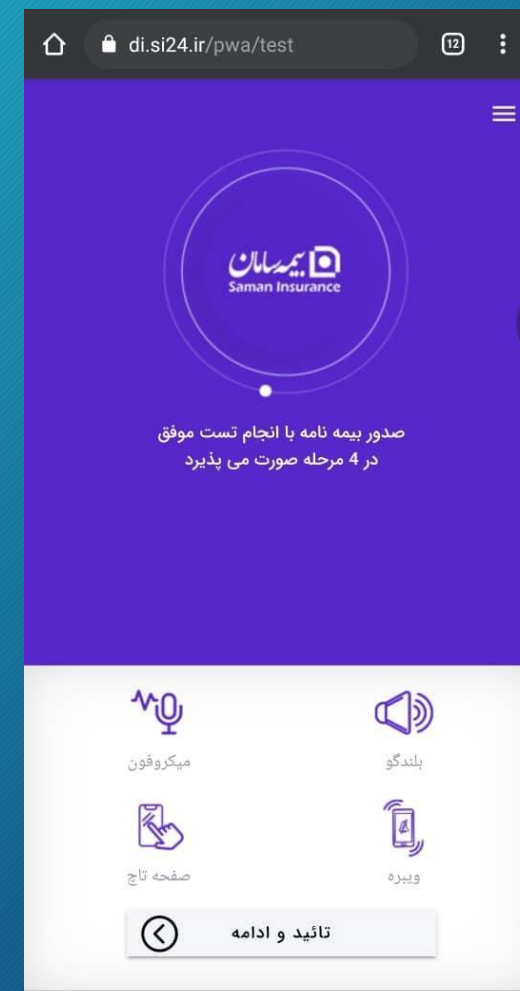 di.si24.ir/pwa/test
12
بیمه سامان
Saman Insurance
صدور بیمه نامه با انجام تست موفق
در 4 مرحله صورت می پذیرد
بلندگو
میکروفون
ویبره
صفحه تاچ
تائید و ادامه